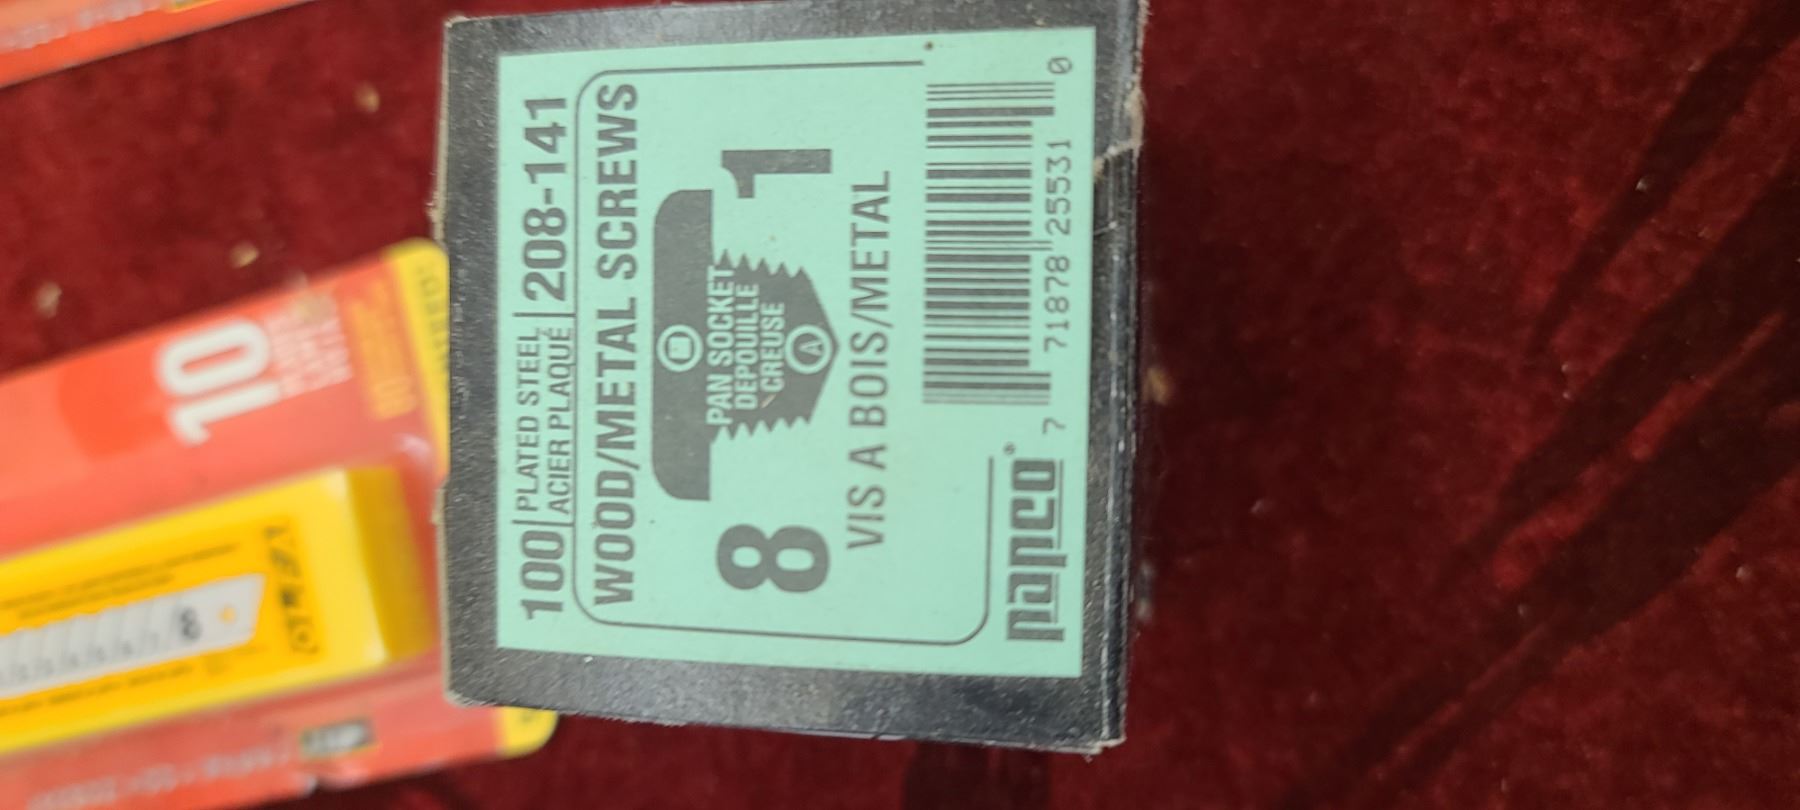 100 PLATED STEEL 208-141
ACIER PLAQUÉ
WOOD/METAL SCREWS
8 1
PAN SOCKET
DEPOUILLE
CREUSE
A
VIS A BOIS/METAL
papco®
7 71878 25531 0
10